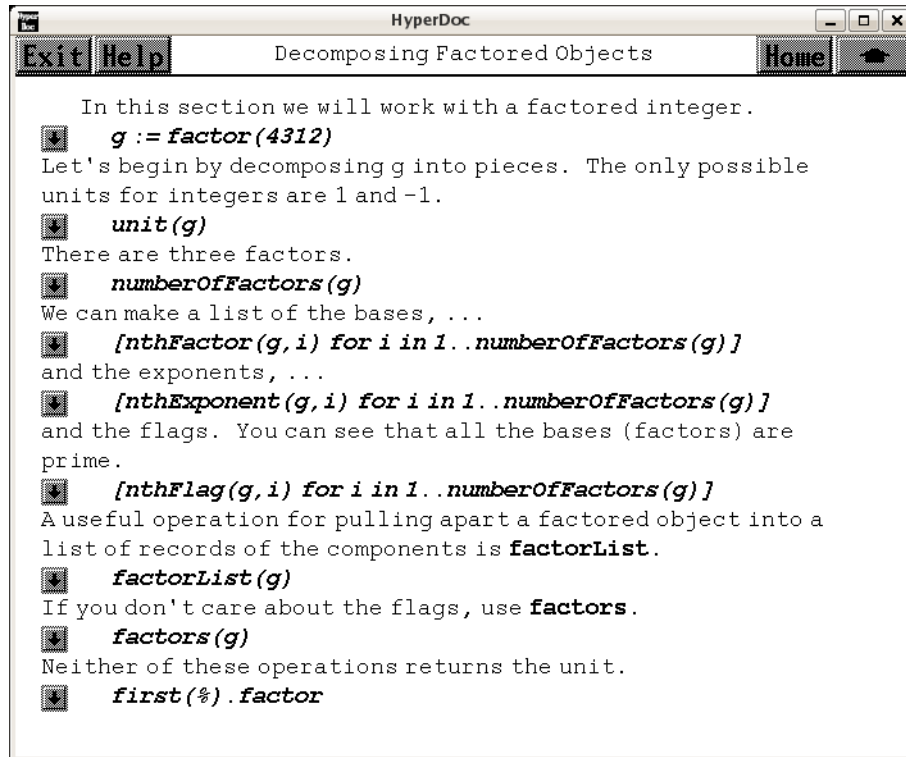 Hyper Doc HyperDoc
Exit Help Decomposing Factored Objects Home
In this section we will work with a factored integer.
g := factor(4312)
Let's begin by decomposing g into pieces. The only possible
units for integers are 1 and -1.
unit(g)
There are three factors.
numberOfFactors(g)
We can make a list of the bases, ...
[nthFactor(g,i) for i in 1..numberOfFactors(g)]
and the exponents, ...
[nthExponent(g,i) for i in 1..numberOfFactors(g)]
and the flags. You can see that all the bases (factors) are
prime.
[nthFlag(g,i) for i in 1..numberOfFactors(g)]
A useful operation for pulling apart a factored object into a
list of records of the components is factorList.
factorList(g)
If you don't care about the flags, use factors.
factors(g)
Neither of these operations returns the unit.
first(%).factor